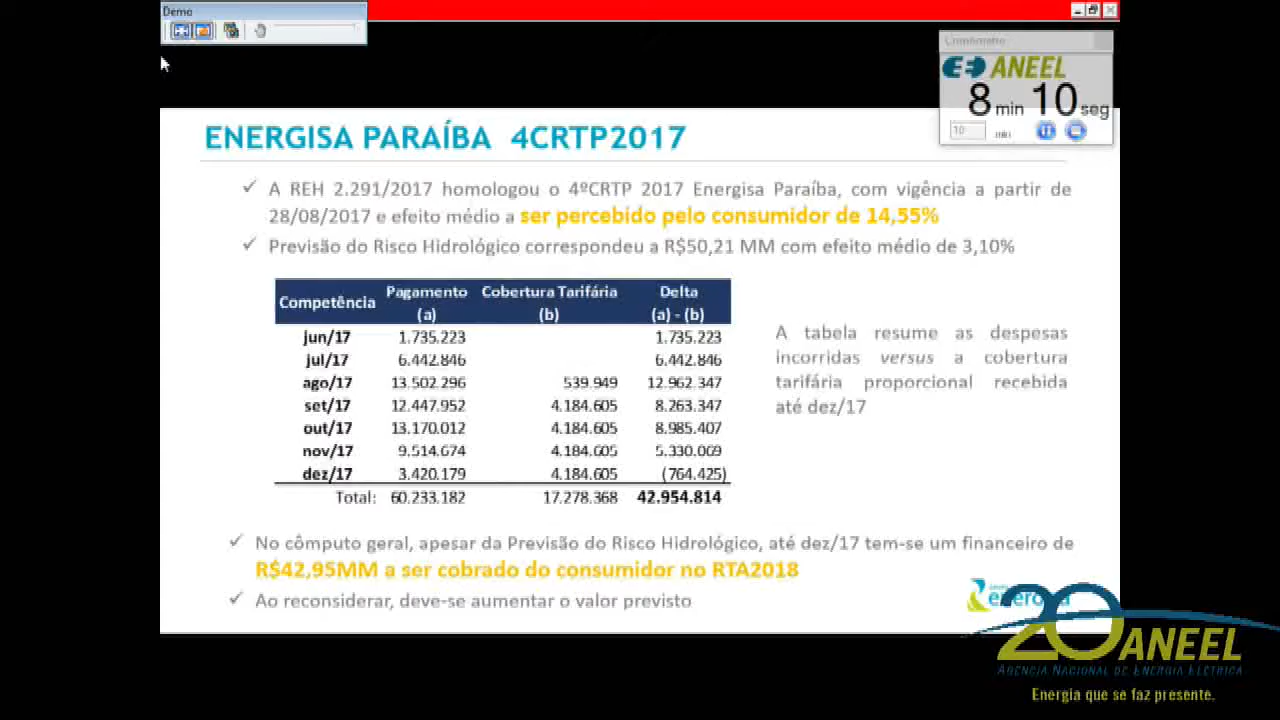 Demo
Cronômetro
ANEEL
8 min 10 seg
10
min
ENERGISA PARAÍBA 4CRTP2017
✓ A REH 2.291/2017 homologou o 4ºCRTP 2017 Energisa Paraíba, com vigência a partir de
28/08/2017 e efeito médio a ser percebido pelo consumidor de 14,55%
✓ Previsão do Risco Hidrológico correspondeu a R$50,21 MM com efeito médio de 3,10%
Competência Pagamento (a) Cobertura Tarifária (b) Delta (a) - (b)
jun/17 1.735.223 1.735.223
jul/17 6.442.846 6.442.846
ago/17 13.502.296 539.949 12.962.347
set/17 12.447.952 4.184.605 8.263.347
out/17 13.170.012 4.184.605 8.985.407
nov/17 9.514.674 4.184.605 5.330.069
dez/17 3.420.179 4.184.605 (764.425)
Total: 60.233.182 17.278.368 42.954.814
A tabela resume as despesas
incorridas versus a cobertura
tarifária proporcional recebida
até dez/17
✓ No cômputo geral, apesar da Previsão do Risco Hidrológico, até dez/17 tem-se um financeiro de
R$42,95MM a ser cobrado do consumidor no RTA2018
✓ Ao reconsiderar, deve-se aumentar o valor previsto
20 ANEEL
AGÊNCIA NACIONAL DE ENERGIA ELÉTRICA
Energia que se faz presente.